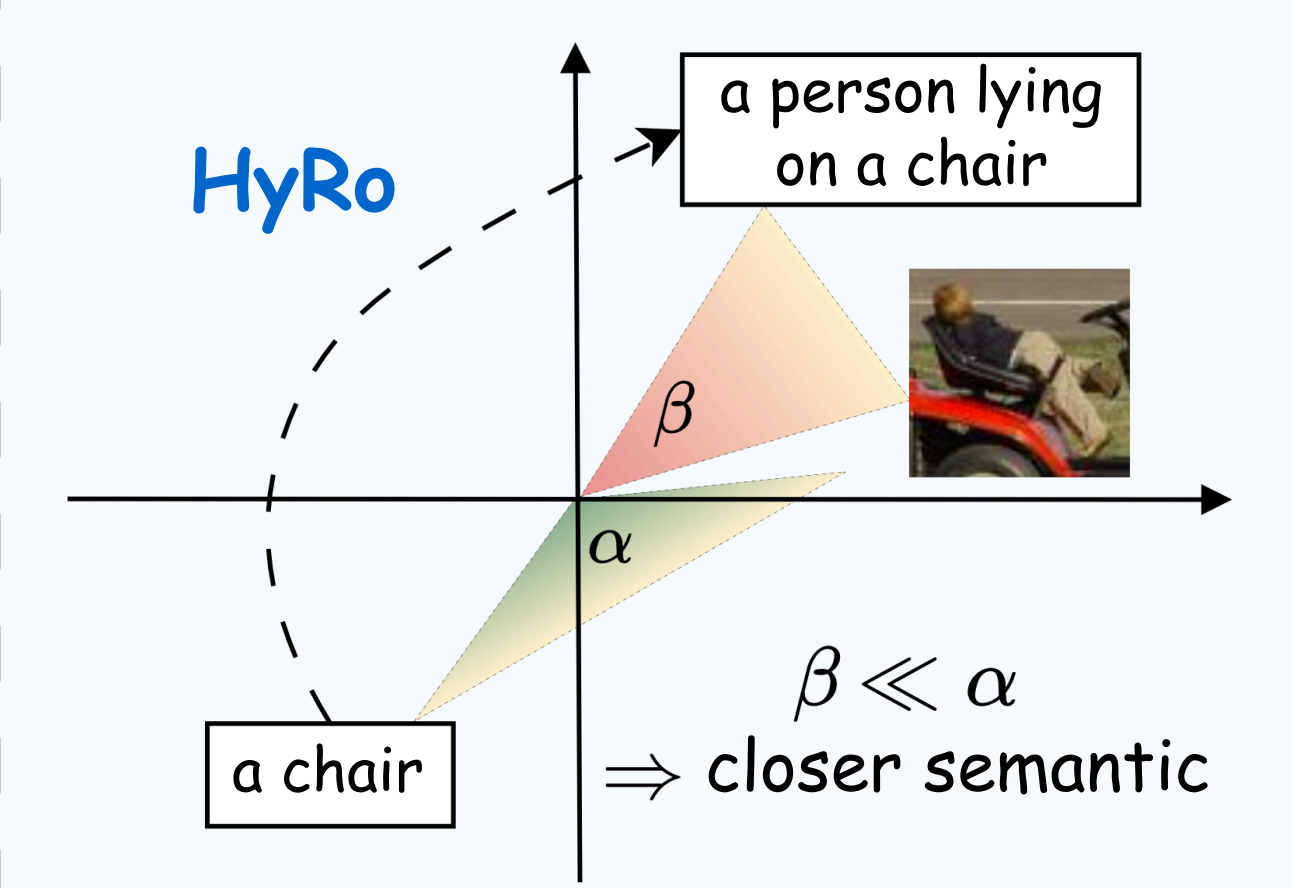 HyRo
a person lying
on a chair
β
α
β ≪ α
a chair
⇒ closer semantic